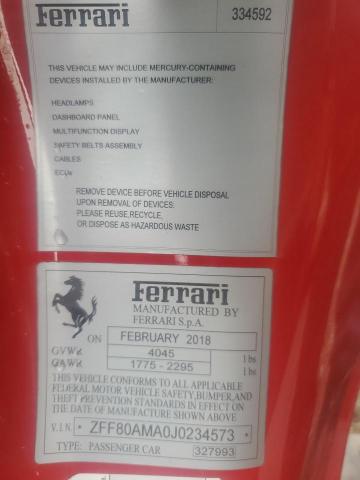 Ferrari 334592
THIS VEHICLE MAY INCLUDE MERCURY-CONTAINING
DEVICES INSTALLED BY THE MANUFACTURER:
HEADLAMPS
DASHBOARD PANEL
MULTIFUNCTION DISPLAY
SAFETY BELTS ASSEMBLY
CABLES
ECUs
REMOVE DEVICE BEFORE VEHICLE DISPOSAL
UPON REMOVAL OF DEVICES:
PLEASE REUSE,RECYCLE,
OR DISPOSE AS HAZARDOUS WASTE
Ferrari
MANUFACTURED BY
FERRARI S.p.A.
ON FEBRUARY 2018
GVWR 4045 lbs
GAWR 1775 - 2295 lbs
THIS VEHICLE CONFORMS TO ALL APPLICABLE
FEDERAL MOTOR VEHICLE SAFETY,BUMPER, AND
THEFT PREVENTION STANDARDS IN EFFECT ON
THE DATE OF MANUFACTURE SHOWN ABOVE
V.I.N. * ZFF80AMA0J0234573 *
TYPE: PASSENGER CAR 327993